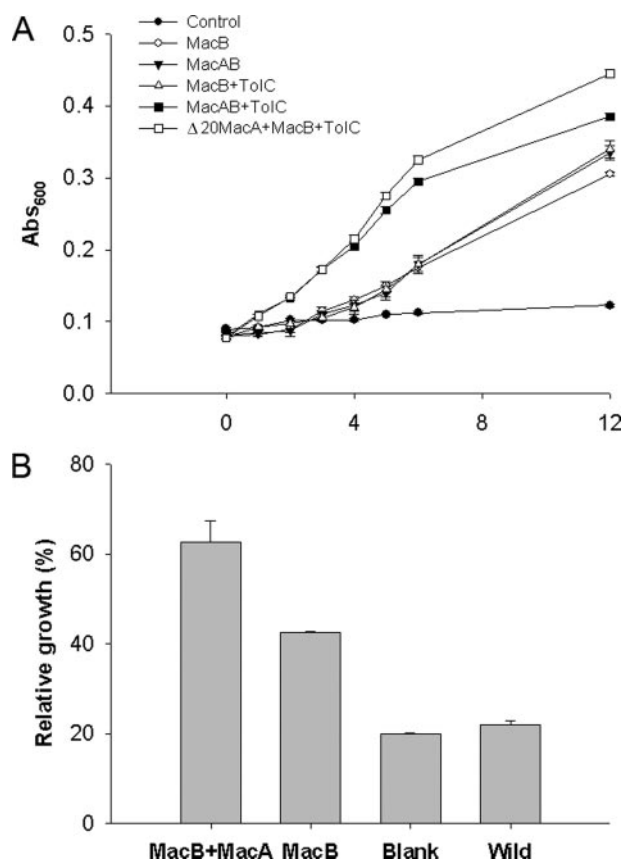 A
Control
MacB
MacAB
MacB+TolC
MacAB+TolC
Δ20MacA+MacB+TolC
Abs600
0.5
0.4
0.3
0.2
0.1
0.0
0 4 8 12
B
Relative growth (%)
80
60
40
20
0
MacB+MacA MacB Blank Wild